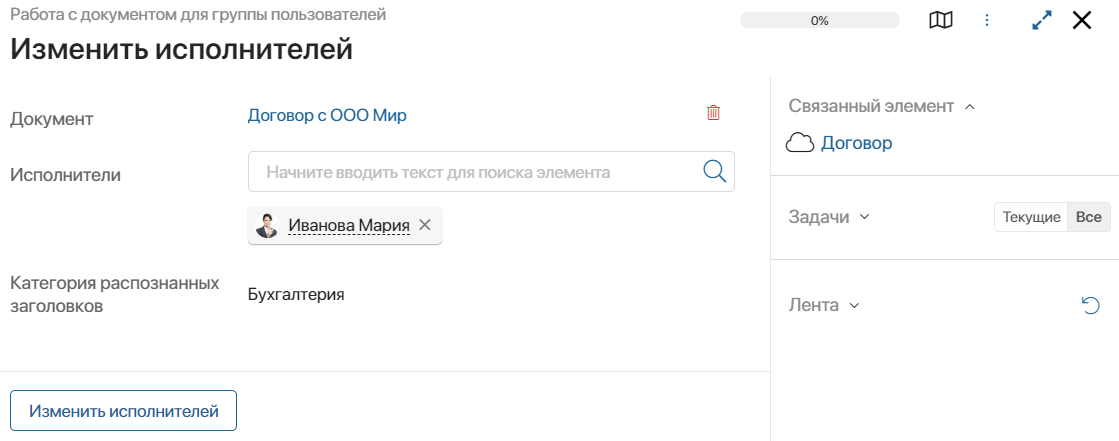 Работа с документом для группы пользователей
0%
Изменить исполнителей
Документ
Договор с ООО Мир
Исполнители
Начните вводить текст для поиска элемента
Иванова Мария
Категория распознанных
заголовков
Бухгалтерия
Изменить исполнителей
Связанный элемент
Договор
Задачи
Текущие Все
Лента